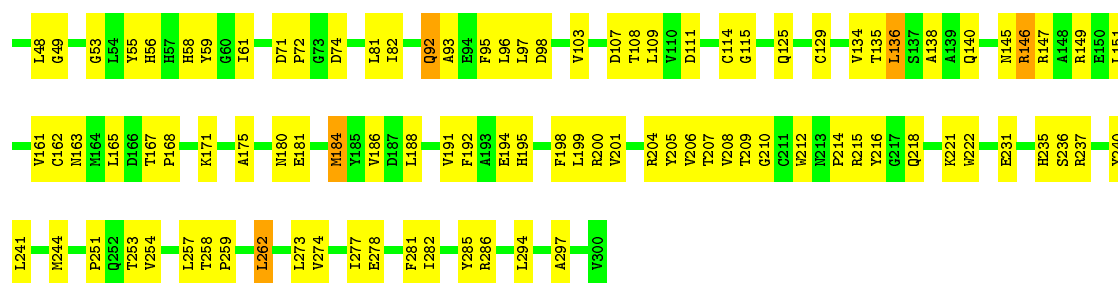 L48 G49 G53 L54 Y55 H56 H57 H58 Y59 G60 I61 D71 P72 G73 D74 L81 I82 Q92 A93 E94 F95 L96 L97 D98 V103 D107 T108 L109 V110 D111 C114 G115 Q125 C129 V134 T135 L136 S137 A138 A139 Q140 N145 R146 R147 A148 R149 E150 L151
V161 C162 N163 M164 L165 D166 T167 P168 K171 A175 N180 E181 M184 Y185 V186 D187 L188 V191 F192 A193 E194 H195 F198 L199 R200 V201 R204 Y205 V206 T207 V208 T209 G210 C211 W212 N213 P214 R215 Y216 G217 Q218 K221 W222 E231 H235 S236 R237 Y240
L241 M244 P251 Q252 T253 V254 L257 T258 P259 L262 L273 V274 I277 E278 F281 I282 Y285 R286 L294 A297 V300